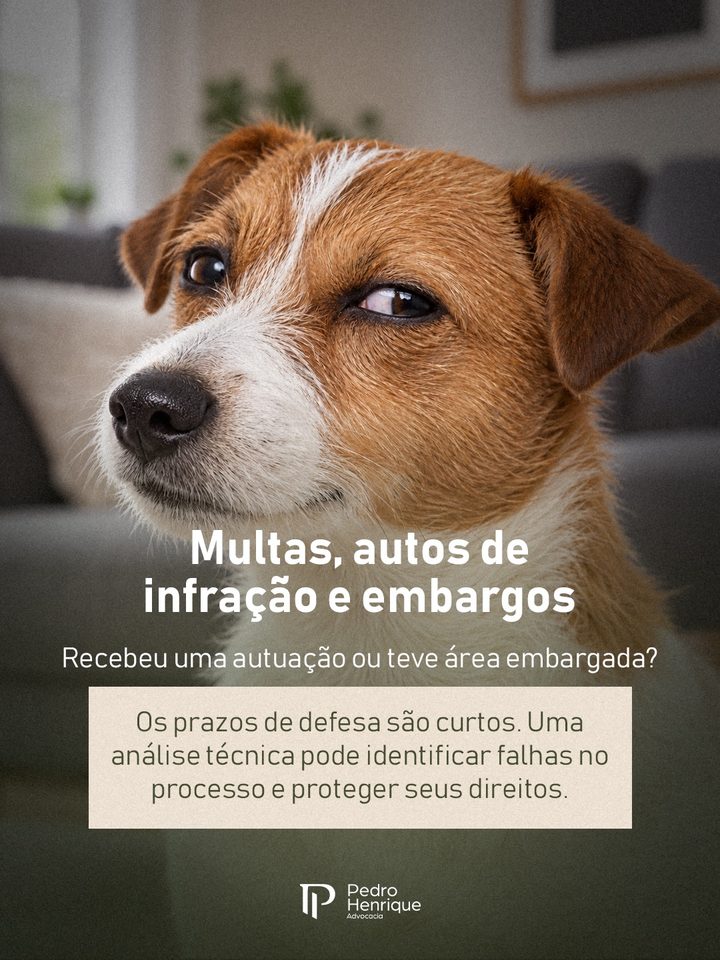 Multas, autos de
infração e embargos
Recebeu uma autuação ou teve área embargada?
Os prazos de defesa são curtos. Uma
análise técnica pode identificar falhas no
processo e proteger seus direitos.
Pedro
Henrique
Advocacia